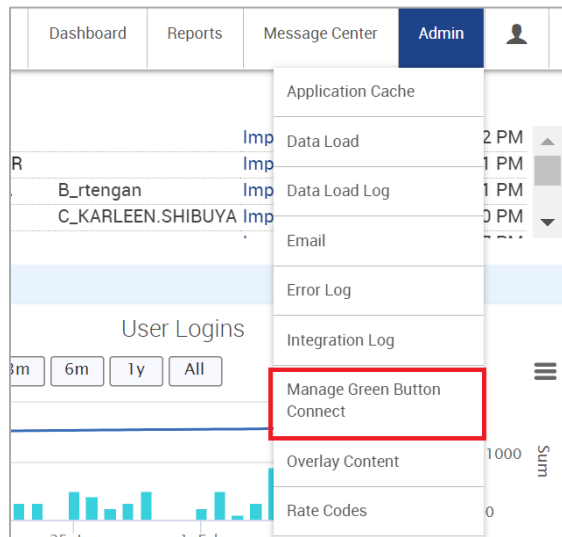 Dashboard Reports Message Center Admin
Application Cache
Imp 2 PM
Data Load
R Imp 1 PM
B_rtengan Imp 1 PM
Data Load Log
C_KARLEEN.SHIBUYA Imp 0 PM
Email
Error Log
User Logins
Integration Log
6m 1y All
Manage Green Button
Connect
Overlay Content
1000
Sum
Rate Codes
0